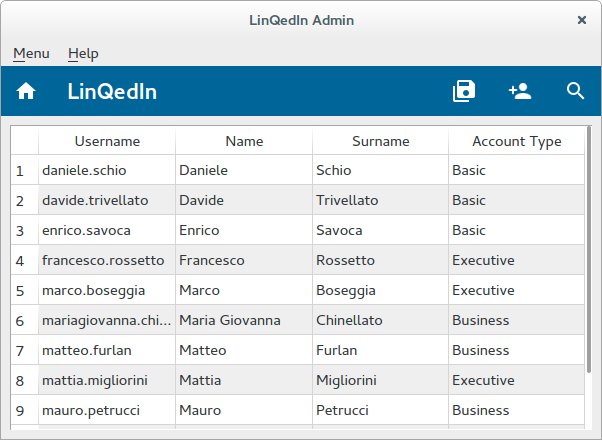 LinQedIn Admin
Menu Help
LinQedIn
Username Name Surname Account Type
1 daniele.schio Daniele Schio Basic
2 davide.trivellato Davide Trivellato Basic
3 enrico.savoca Enrico Savoca Basic
4 francesco.rossetto Francesco Rossetto Executive
5 marco.boseggia Marco Boseggia Executive
6 mariagiovanna.chi... Maria Giovanna Chinellato Business
7 matteo.furlan Matteo Furlan Business
8 mattia.migliorini Mattia Migliorini Executive
9 mauro.petrucci Mauro Petrucci Business